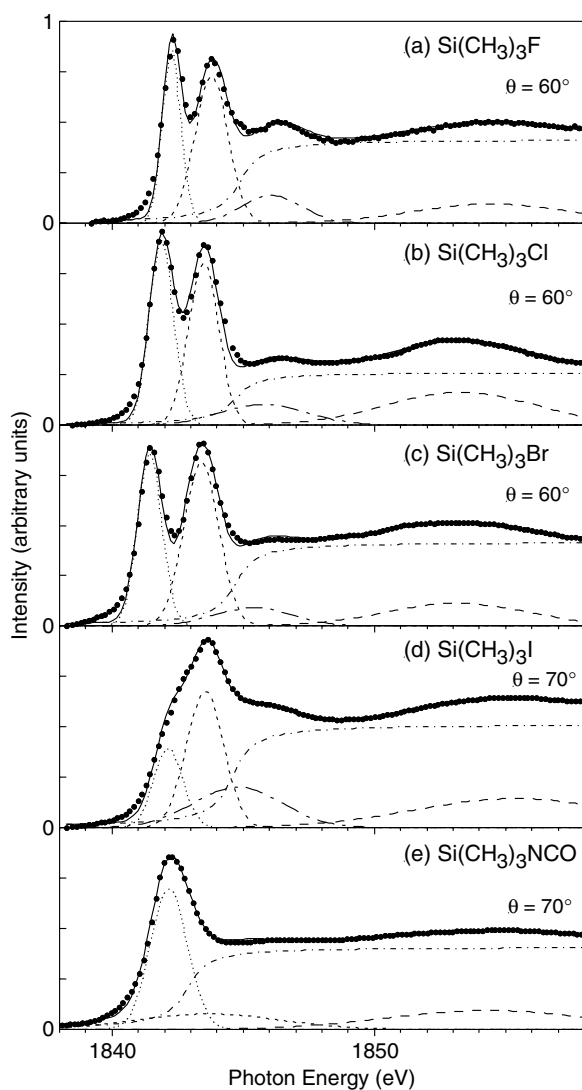 1
(a) Si(CH₃)₃F
θ = 60°
0
(b) Si(CH₃)₃Cl
θ = 60°
0
(c) Si(CH₃)₃Br
θ = 60°
0
(d) Si(CH₃)₃I
θ = 70°
0
(e) Si(CH₃)₃NCO
θ = 70°
0
1840 1850
Photon Energy (eV)
Intensity (arbitrary units)